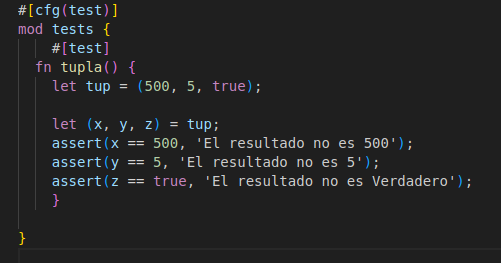 #[cfg(test)]
mod tests {
#[test]
fn tupla() {
let tup = (500, 5, true);
let (x, y, z) = tup;
assert(x == 500, 'El resultado no es 500');
assert(y == 5, 'El resultado no es 5');
assert(z == true, 'El resultado no es Verdadero');
}
}